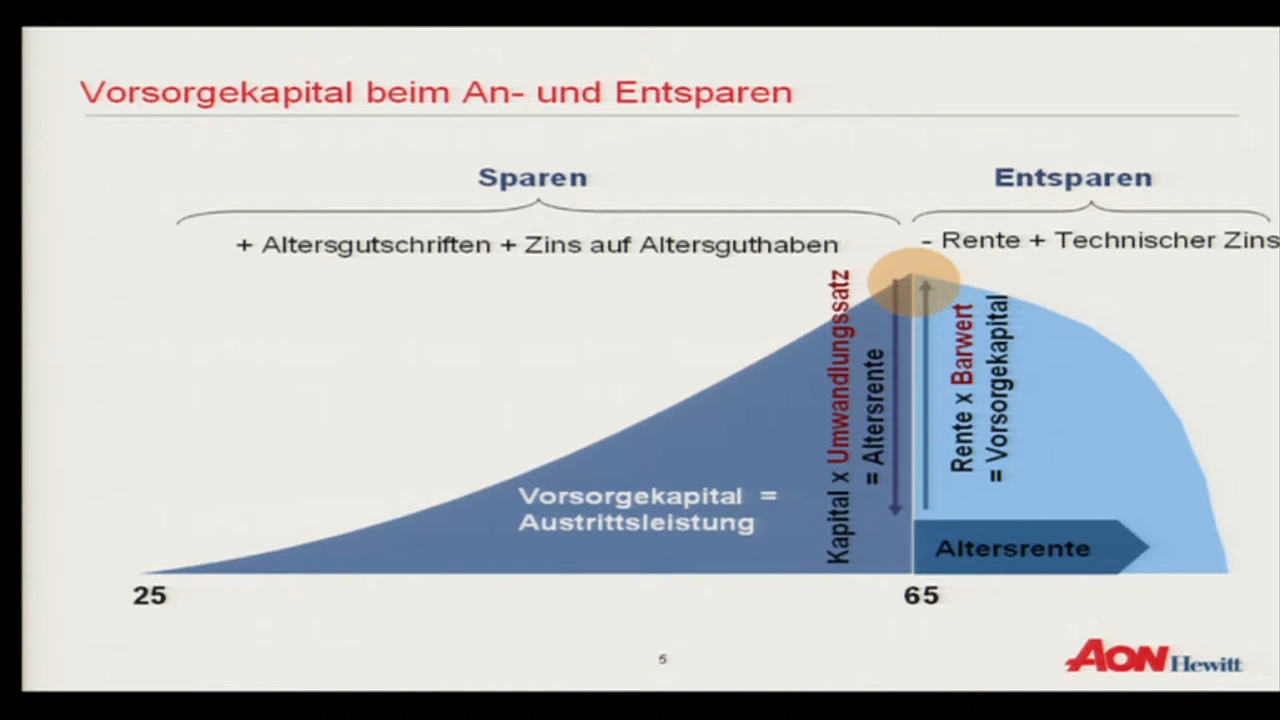 Vorsorgekapital beim An- und Entsparen
Sparen
Entsparen
+ Altersgutschriften + Zins auf Altersguthaben
- Rente + Technischer Zins
Kapital x Umwandlungssatz
= Altersrente
Rente x Barwert
= Vorsorgekapital
Vorsorgekapital =
Austrittsleistung
Altersrente
25
65
5
AON Hewitt